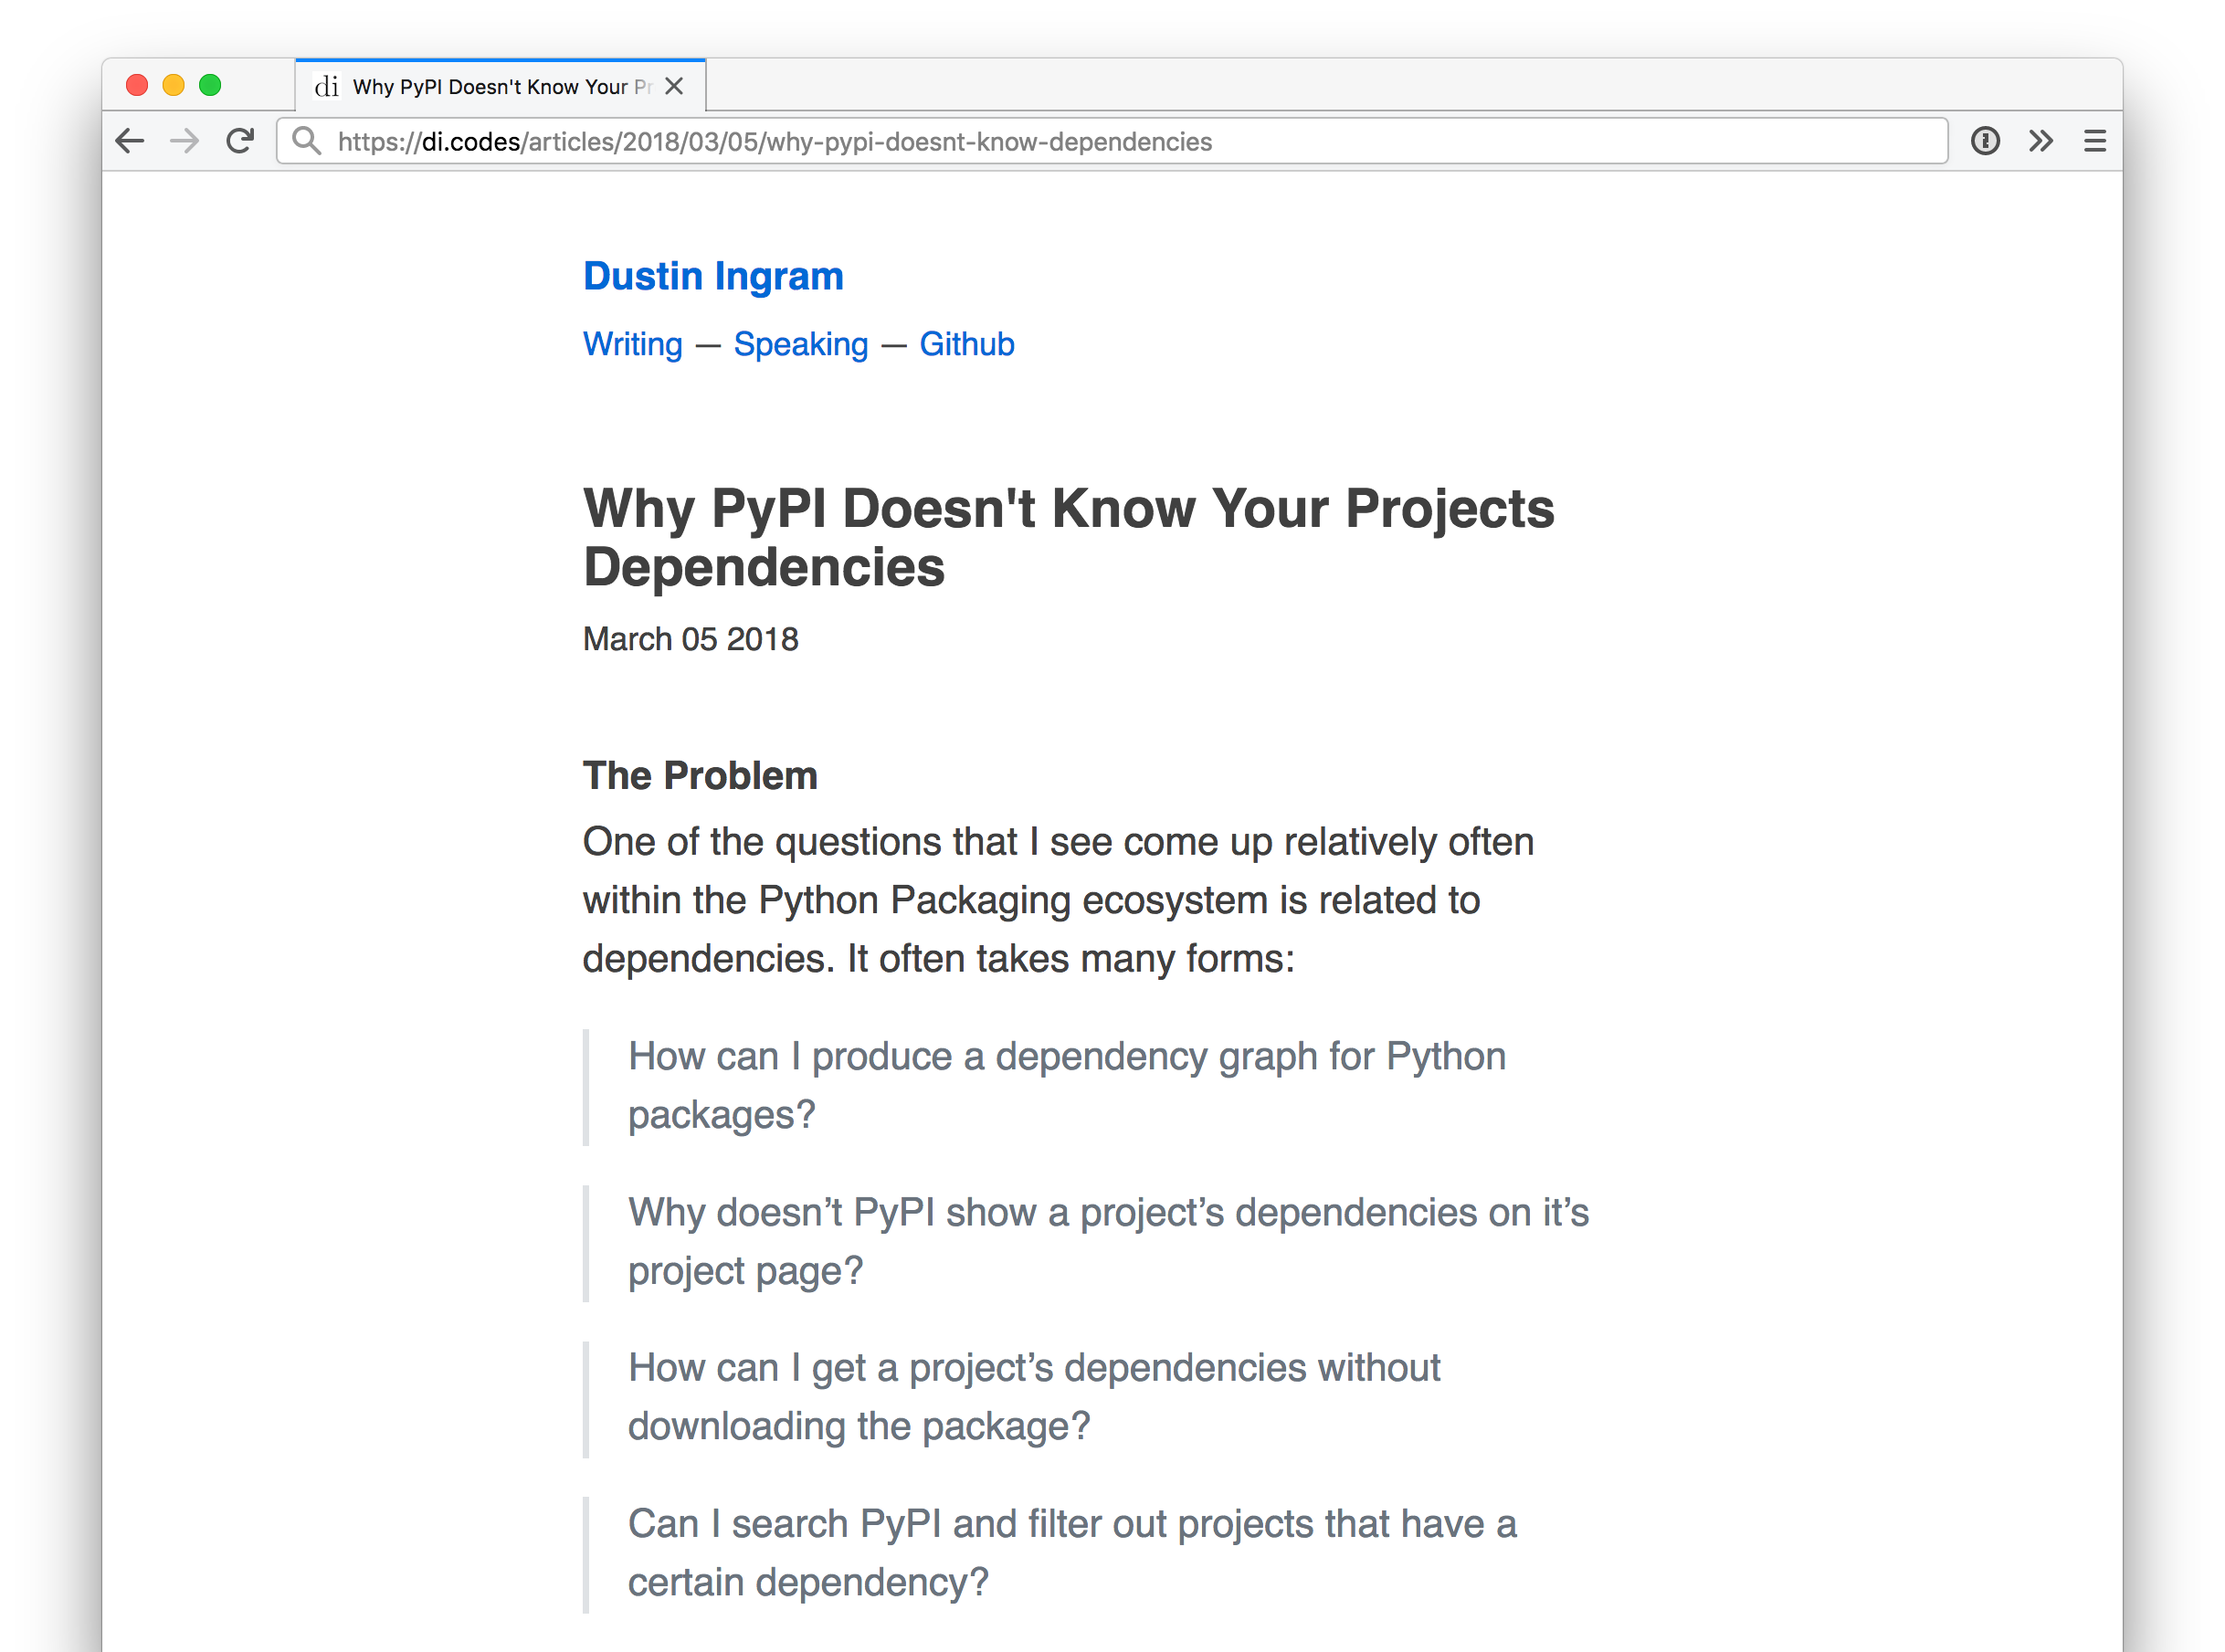 di Why PyPI Doesn't Know Your Pr
https://di.codes/articles/2018/03/05/why-pypi-doesnt-know-dependencies
Dustin Ingram
Writing — Speaking — Github
Why PyPI Doesn't Know Your Projects
Dependencies
March 05 2018
The Problem
One of the questions that I see come up relatively often
within the Python Packaging ecosystem is related to
dependencies. It often takes many forms:
How can I produce a dependency graph for Python
packages?
Why doesn’t PyPI show a project’s dependencies on it’s
project page?
How can I get a project’s dependencies without
downloading the package?
Can I search PyPI and filter out projects that have a
certain dependency?